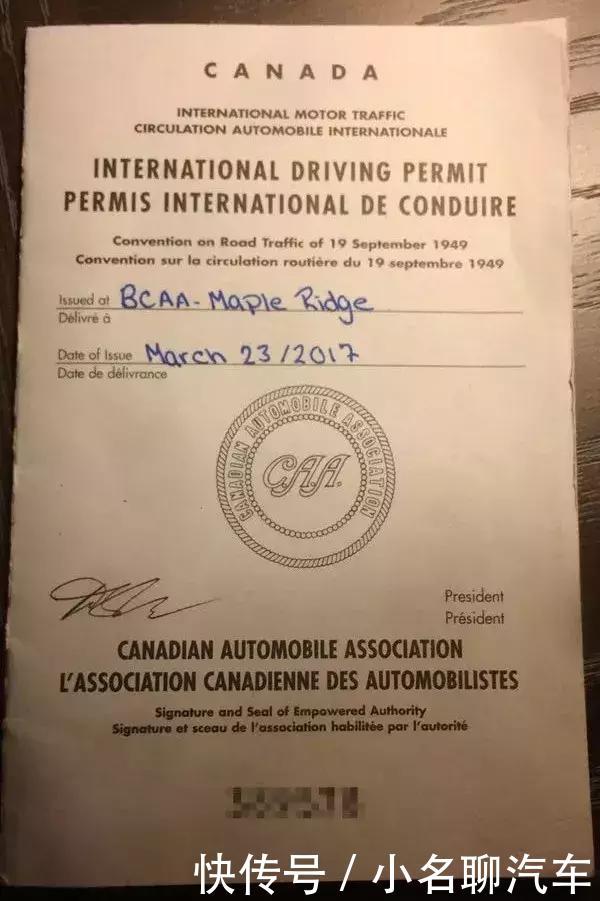 CANADA
INTERNATIONAL MOTOR TRAFFIC
CIRCULATION AUTOMOBILE INTERNATIONALE
INTERNATIONAL DRIVING PERMIT
PERMIS INTERNATIONAL DE CONDUIRE
Convention on Road Traffic of 19 September 1949
Convention sur la circulation routière du 19 septembre 1949
Issued at BCAA - Maple Ridge
Délivré à
Date of Issue March 23/2017
Date de délivrance
CANADIAN AUTOMOBILE ASSOCIATION
CAA.
President
Président
CANADIAN AUTOMOBILE ASSOCIATION
L'ASSOCIATION CANADIENNE DES AUTOMOBILISTES
Signature and Seal of Empowered Authority
Signature et sceau de l'association habilitée par l'autorité
快传号 / 小名聊汽车